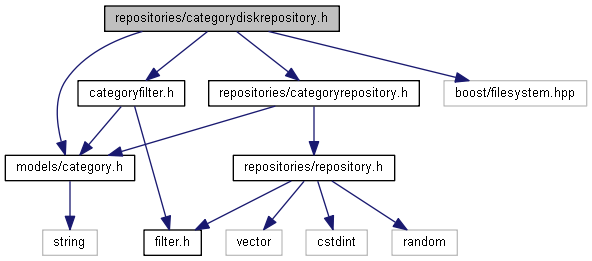 repositories/categorydiskrepository.h
categoryfilter.h
repositories/categoryrepository.h
boost/filesystem.hpp
models/category.h
repositories/repository.h
string
filter.h
vector
cstdint
random